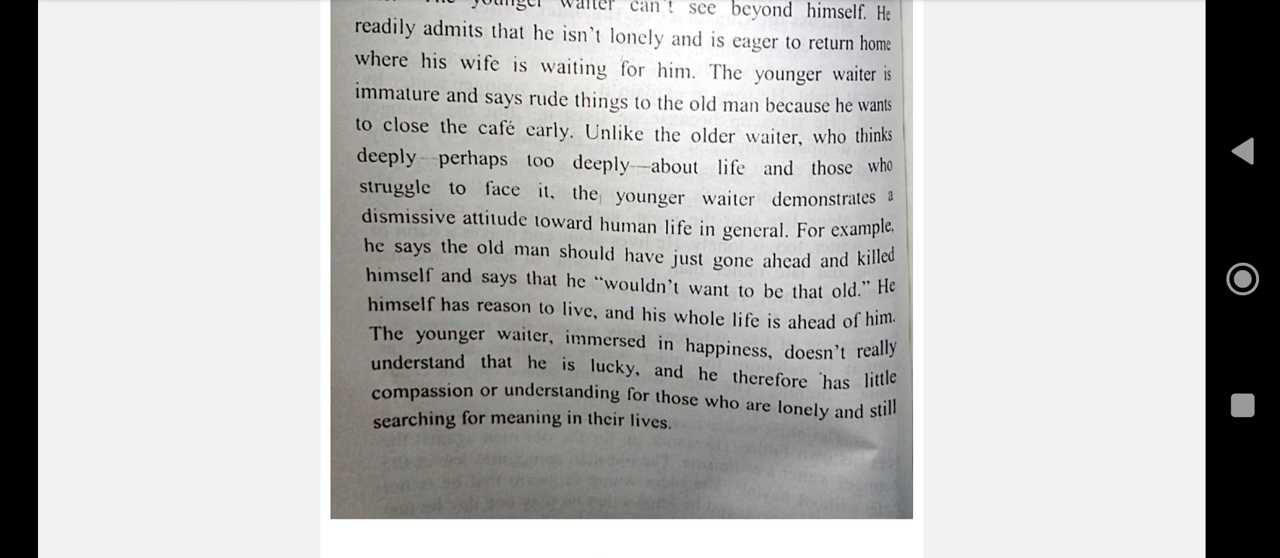 The younger waiter can't see beyond himself. He
readily admits that he isn't lonely and is eager to return home
where his wife is waiting for him. The younger waiter is
immature and says rude things to the old man because he wants
to close the café early. Unlike the older waiter, who thinks
deeply—perhaps too deeply—about life and those who
struggle to face it, the younger waiter demonstrates a
dismissive attitude toward human life in general. For example,
he says the old man should have just gone ahead and killed
himself and says that he “wouldn't want to be that old.” He
himself has reason to live, and his whole life is ahead of him.
The younger waiter, immersed in happiness, doesn't really
understand that he is lucky, and he therefore has little
compassion or understanding for those who are lonely and still
searching for meaning in their lives.